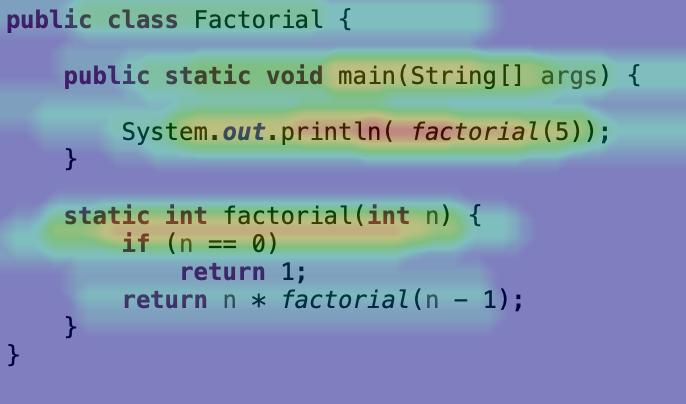 public class Factorial {
public static void main(String[] args) {
System.out.println( factorial(5));
}
static int factorial(int n) {
if (n == 0)
return 1;
return n * factorial(n - 1);
}
}